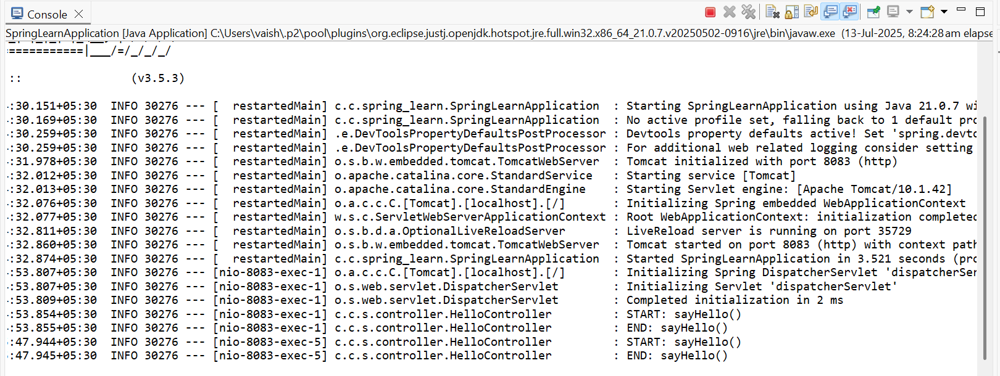 Console
SpringLearnApplication [Java Application] C:\Users\vaish\.p2\pool\plugins\org.eclipse.justj.openjdk.hotspot.jre.full.win32.x86_64_21.0.7.v20250502-0916\jre\bin\javaw.exe (13-Jul-2025, 8:24:28 am elapse
============|___/=/_/_/_/
:: (v3.5.3)
:30.151+05:30 INFO 30276 --- [ restartedMain] c.c.spring_learn.SpringLearnApplication : Starting SpringLearnApplication using Java 21.0.7 wi
:30.169+05:30 INFO 30276 --- [ restartedMain] c.c.spring_learn.SpringLearnApplication : No active profile set, falling back to 1 default pro
:30.259+05:30 INFO 30276 --- [ restartedMain] .e.DevToolsPropertyDefaultsPostProcessor : Devtools property defaults active! Set 'spring.devto
:30.259+05:30 INFO 30276 --- [ restartedMain] .e.DevToolsPropertyDefaultsPostProcessor : For additional web related logging consider setting
:31.978+05:30 INFO 30276 --- [ restartedMain] o.s.b.w.embedded.tomcat.TomcatWebServer : Tomcat initialized with port 8083 (http)
:32.012+05:30 INFO 30276 --- [ restartedMain] o.apache.catalina.core.StandardService : Starting service [Tomcat]
:32.013+05:30 INFO 30276 --- [ restartedMain] o.apache.catalina.core.StandardEngine : Starting Servlet engine: [Apache Tomcat/10.1.42]
:32.076+05:30 INFO 30276 --- [ restartedMain] o.a.c.c.C.[Tomcat].[localhost].[/] : Initializing Spring embedded WebApplicationContext
:32.077+05:30 INFO 30276 --- [ restartedMain] w.s.c.ServletWebServerApplicationContext : Root WebApplicationContext: initialization completed
:32.811+05:30 INFO 30276 --- [ restartedMain] o.s.b.d.a.OptionalLiveReloadServer : LiveReload server is running on port 35729
:32.860+05:30 INFO 30276 --- [ restartedMain] o.s.b.w.embedded.tomcat.TomcatWebServer : Tomcat started on port 8083 (http) with context path
:32.874+05:30 INFO 30276 --- [ restartedMain] c.c.spring_learn.SpringLearnApplication : Started SpringLearnApplication in 3.521 seconds (pro
:53.807+05:30 INFO 30276 --- [nio-8083-exec-1] o.a.c.c.C.[Tomcat].[localhost].[/] : Initializing Spring DispatcherServlet 'dispatcherSer
:53.807+05:30 INFO 30276 --- [nio-8083-exec-1] o.s.web.servlet.DispatcherServlet : Initializing Servlet 'dispatcherServlet'
:53.809+05:30 INFO 30276 --- [nio-8083-exec-1] o.s.web.servlet.DispatcherServlet : Completed initialization in 2 ms
:53.854+05:30 INFO 30276 --- [nio-8083-exec-1] c.c.s.controller.HelloController : START: sayHello()
:53.855+05:30 INFO 30276 --- [nio-8083-exec-1] c.c.s.controller.HelloController : END: sayHello()
:47.944+05:30 INFO 30276 --- [nio-8083-exec-5] c.c.s.controller.HelloController : START: sayHello()
:47.945+05:30 INFO 30276 --- [nio-8083-exec-5] c.c.s.controller.HelloController : END: sayHello()